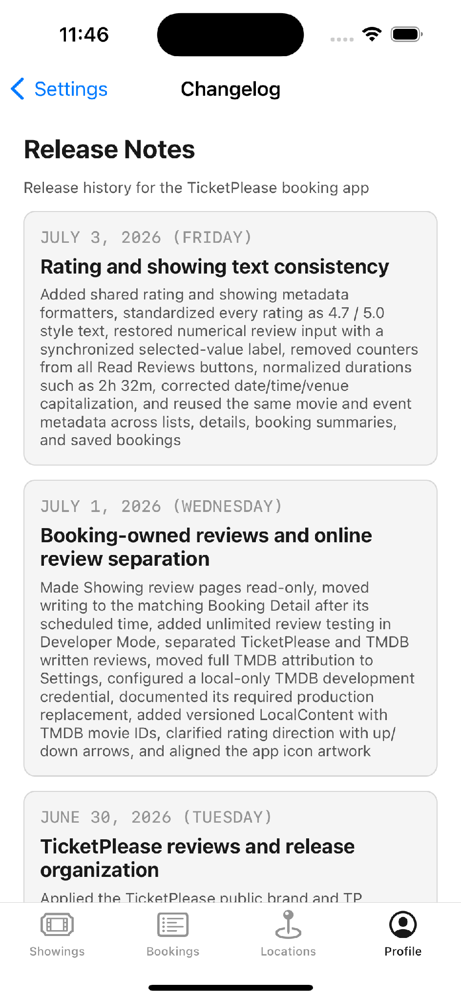 11:46
Settings
Changelog
Release Notes
Release history for the TicketPlease booking app
JULY 3, 2026 (FRIDAY)
Rating and showing text consistency
Added shared rating and showing metadata
formatters, standardized every rating as 4.7 / 5.0
style text, restored numerical review input with a
synchronized selected-value label, removed counters
from all Read Reviews buttons, normalized durations
such as 2h 32m, corrected date/time/venue
capitalization, and reused the same movie and event
metadata across lists, details, booking summaries,
and saved bookings
JULY 1, 2026 (WEDNESDAY)
Booking-owned reviews and online
review separation
Made Showing review pages read-only, moved
writing to the matching Booking Detail after its
scheduled time, added unlimited review testing in
Developer Mode, separated TicketPlease and TMDB
written reviews, moved full TMDB attribution to
Settings, configured a local-only TMDB development
credential, documented its required production
replacement, added versioned LocalContent with
TMDB movie IDs, clarified rating direction with up/
down arrows, and aligned the app icon artwork
JUNE 30, 2026 (TUESDAY)
TicketPlease reviews and release
organization
Applied the TicketPlease public brand and TP
Showings
Bookings
Locations
Profile